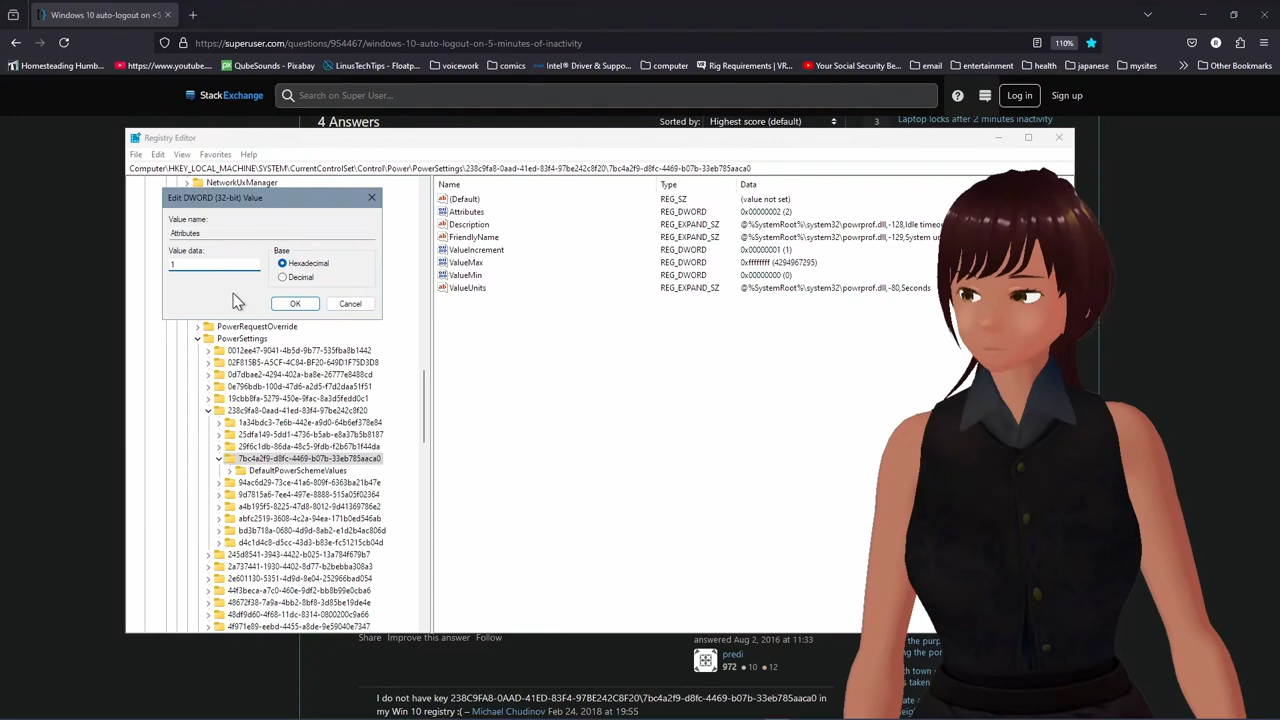 Windows 10 auto-logout on <5
https://superuser.com/questions/954467/windows-10-auto-logout-on-5-minutes-of-inactivity
110%
Homesteading Humb...
https://www.youtube...
QubeSounds - Pixabay
LinusTechTips - Floatp...
voicework
comics
Intel® Driver & Suppo...
computer
Rig Requirements | VR...
Your Social Security Be...
email
entertainment
health
japanese
mysites
Other Bookmarks
StackExchange
Search on Super User...
Log in
Sign up
4 Answers
Sorted by:
Highest score (default)
3
Laptop locks after 2 minutes inactivity
Registry Editor
File Edit View Favorites Help
Computer\HKEY_LOCAL_MACHINE\SYSTEM\CurrentControlSet\Control\Power\PowerSettings\238c9fa8-0aad-41ed-83f4-97be242c8f20\7bc4a2f9-d8fc-4469-b07b-33eb785aaca0
NetworkUxManager
Edit DWORD (32-bit) Value
Value name:
Attributes
Value data:
1
Base
Hexadecimal
Decimal
OK
Cancel
PowerRequestOverride
PowerSettings
0012ee47-9041-4b5d-9b77-535fba8b1442
02F815B5-A5CF-4C84-BF20-649D1F75D3D8
0d7dbae2-4294-402a-ba8e-26777e8488cd
0e796bdb-100d-47d6-a2d5-f7d2daa51f51
19cbb8fa-5279-450e-9fac-8a3d5fedd0c1
238c9fa8-0aad-41ed-83f4-97be242c8f20
1a34bdc3-7e6b-442e-a9d0-64b6ef378e84
25dfa149-5dd1-4736-b5ab-e8a37b5b8187
29f6c1db-86da-48c5-9fdb-f2b67b1f44da
7bc4a2f9-d8fc-4469-b07b-33eb785aaca0
DefaultPowerSchemeValues
94ac6d29-73ce-41a6-809f-6363ba21b47e
9d7815a6-7ee4-497e-8888-515a05f02364
a4b195f5-8225-47d8-8012-9d41369786e2
abfc2519-3608-4c2a-94ea-171b0ed546ab
bd3b718a-0680-4d9d-8ab2-e1d2b4ac806d
d4c1d4c8-d5cc-43d3-b83e-fc51215cb04d
245d8541-3943-4422-b025-13a784f679b7
2a737441-1930-4402-8d77-b2bebba308a3
2e601130-5351-4d9d-8e04-252966bad054
44f3beca-a7c0-460e-9df2-bb8b99e0cba6
48672f38-7a9a-4bb2-8bf8-3d85be19de4e
48df9d60-4f68-11dc-8314-0800200c9a66
4f971e89-eebd-4455-a8de-9e59040e7347
Name Type Data
(Default) REG_SZ (value not set)
Attributes REG_DWORD 0x00000002 (2)
Description REG_EXPAND_SZ @%SystemRoot%\system32\powrprof.dll,-128,Idle timeou
FriendlyName REG_EXPAND_SZ @%SystemRoot%\system32\powrprof.dll,-129,System un
ValueIncrement REG_DWORD 0x00000001 (1)
ValueMax REG_DWORD 0xffffffff (4294967295)
ValueMin REG_DWORD 0x00000000 (0)
ValueUnits REG_EXPAND_SZ @%SystemRoot%\system32\powrprof.dll,-80,Seconds
Share Improve this answer Follow
answered Aug 2, 2016 at 11:33
predi
972 10 12
I do not have key 238C9FA8-0AAD-41ED-83F4-97BE242C8F20\7bc4a2f9-d8fc-4469-b07b-33eb785aaca0 in
my Win 10 registry :( – Michael Chudinov Feb 24, 2018 at 19:55